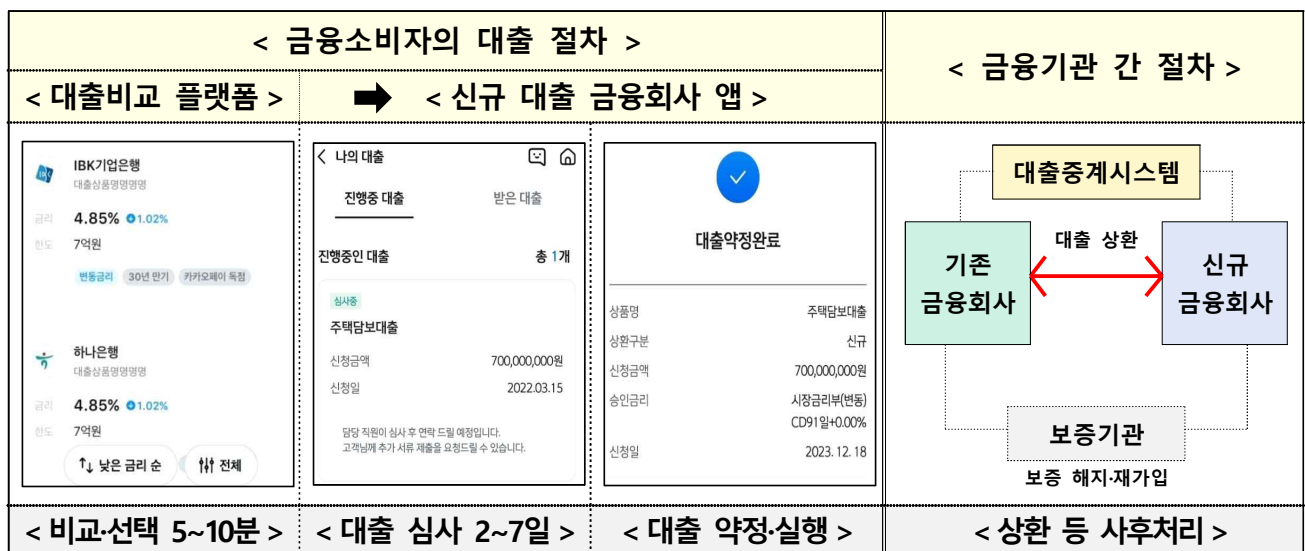 < 금융소비자의 대출 절차 >
< 금융기관 간 절차 >
< 대출비교 플랫폼 > ➡ < 신규 대출 금융회사 앱 >
IBK기업은행
대출상품명명명명
금리 4.85% 1.02%
한도 7억원
변동금리 30년 만기 카카오페이 독점
하나은행
대출상품명명명명
금리 4.85% 1.02%
한도 7억원
↑↓ 낮은 금리 순 전체
< 나의 대출
진행중 대출 받은 대출
진행중인 대출 총 1개
심사중
주택담보대출
신청금액 700,000,000원
신청일 2022.03.15
담당 직원이 심사 후 연락 드릴 예정입니다.
고객님께 추가 서류 제출을 요청드릴 수 있습니다.
대출약정완료
상품명 주택담보대출
상환구분 신규
신청금액 700,000,000원
승인금리 시장금리부(변동)
CD91일+0.00%
신청일 2023. 12. 18
대출중계시스템
대출 상환
기존
금융회사
신규
금융회사
보증기관
보증 해지·재가입
< 비교·선택 5~10분 > < 대출 심사 2~7일 > < 대출 약정·실행 > < 상환 등 사후처리 >